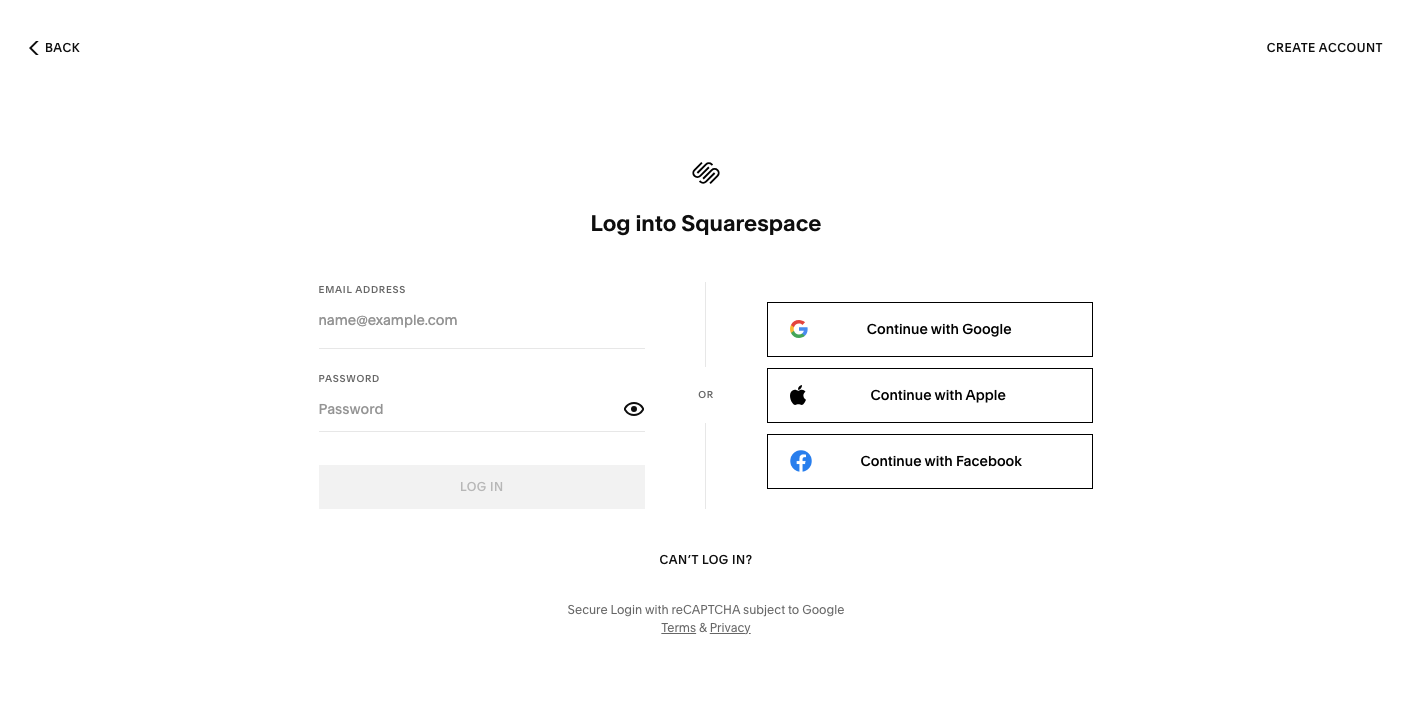 BACK
CREATE ACCOUNT
Log into Squarespace
EMAIL ADDRESS
name@example.com
PASSWORD
Password
LOG IN
OR
Continue with Google
Continue with Apple
Continue with Facebook
CAN'T LOG IN?
Secure Login with reCAPTCHA subject to Google
Terms & Privacy